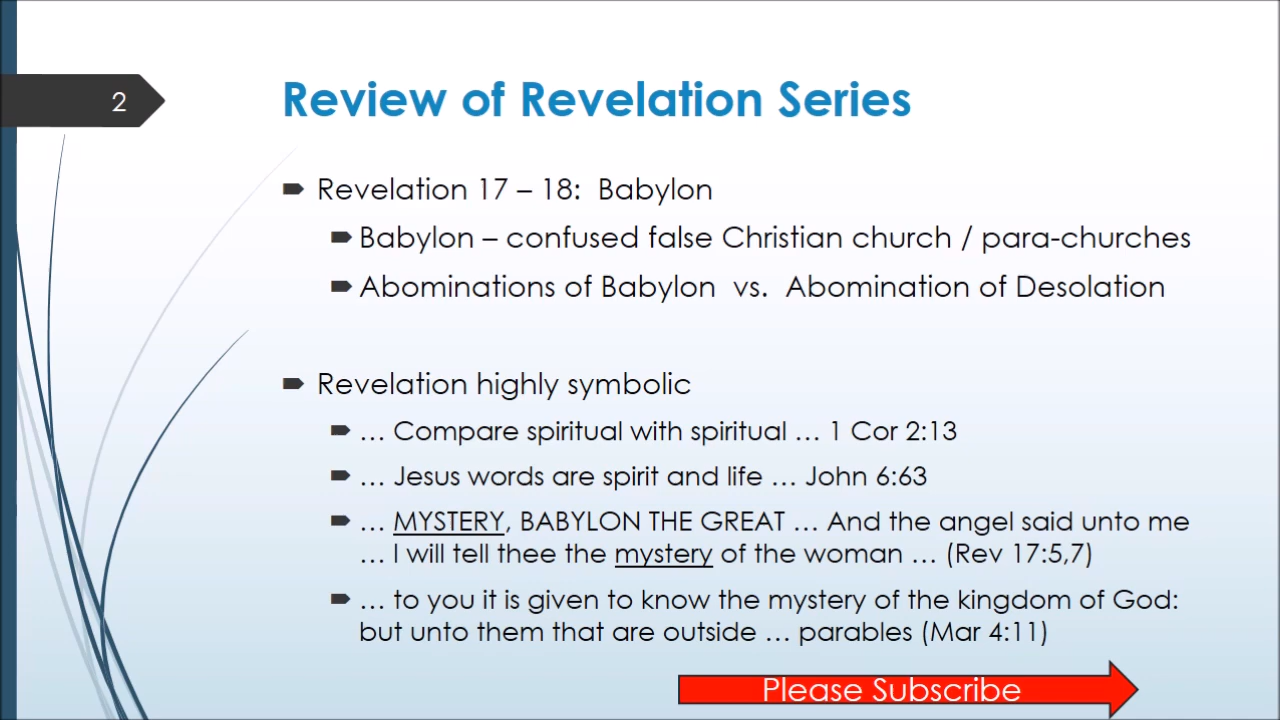 2
Review of Revelation Series
Revelation 17 – 18:  Babylon
Babylon – confused false Christian church / para-churches
Abominations of Babylon  vs.  Abomination of Desolation
Revelation highly symbolic
… Compare spiritual with spiritual … 1 Cor 2:13
… Jesus words are spirit and life … John 6:63
… MYSTERY, BABYLON THE GREAT … And the angel said unto me
… I will tell thee the mystery of the woman … (Rev 17:5,7)
… to you it is given to know the mystery of the kingdom of God:
but unto them that are outside … parables (Mar 4:11)
Please Subscribe